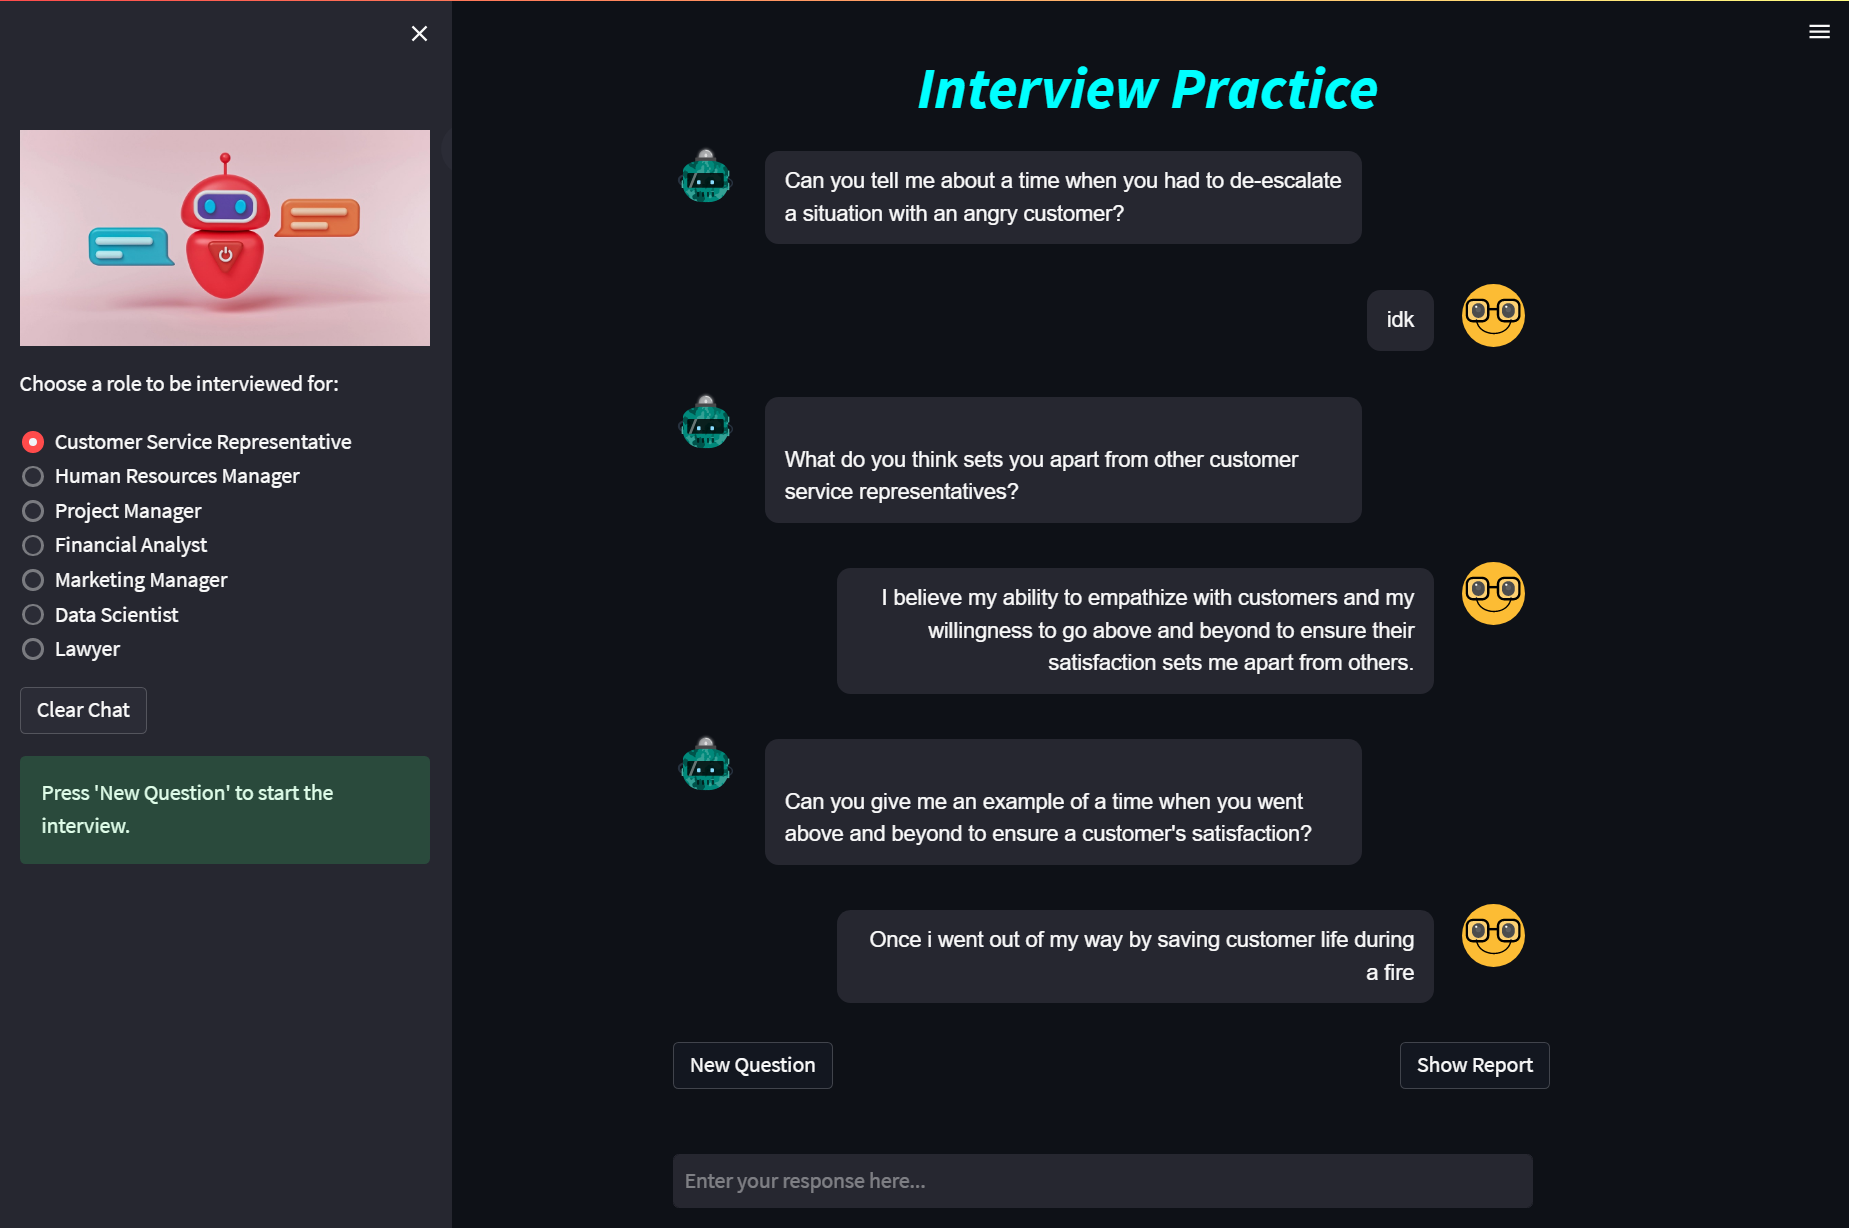 Choose a role to be interviewed for:
Customer Service Representative
Human Resources Manager
Project Manager
Financial Analyst
Marketing Manager
Data Scientist
Lawyer
Clear Chat
Press 'New Question' to start the
interview.
Interview Practice
Can you tell me about a time when you had to de-escalate
a situation with an angry customer?
idk
What do you think sets you apart from other customer
service representatives?
I believe my ability to empathize with customers and my
willingness to go above and beyond to ensure their
satisfaction sets me apart from others.
Can you give me an example of a time when you went
above and beyond to ensure a customer's satisfaction?
Once i went out of my way by saving customer life during
a fire
New Question
Show Report
Enter your response here...